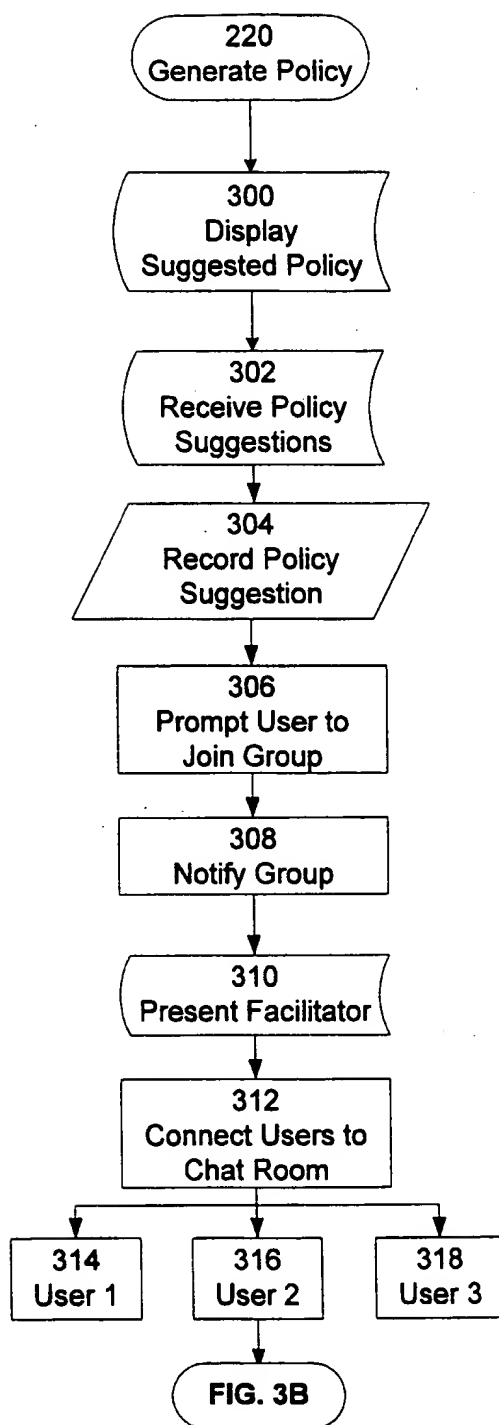 220
Generate Policy
300
Display
Suggested Policy
302
Receive Policy
Suggestions
304
Record Policy
Suggestion
306
Prompt User to
Join Group
308
Notify Group
310
Present Facilitator
312
Connect Users to
Chat Room
314
User 1
316
User 2
318
User 3
FIG. 3B